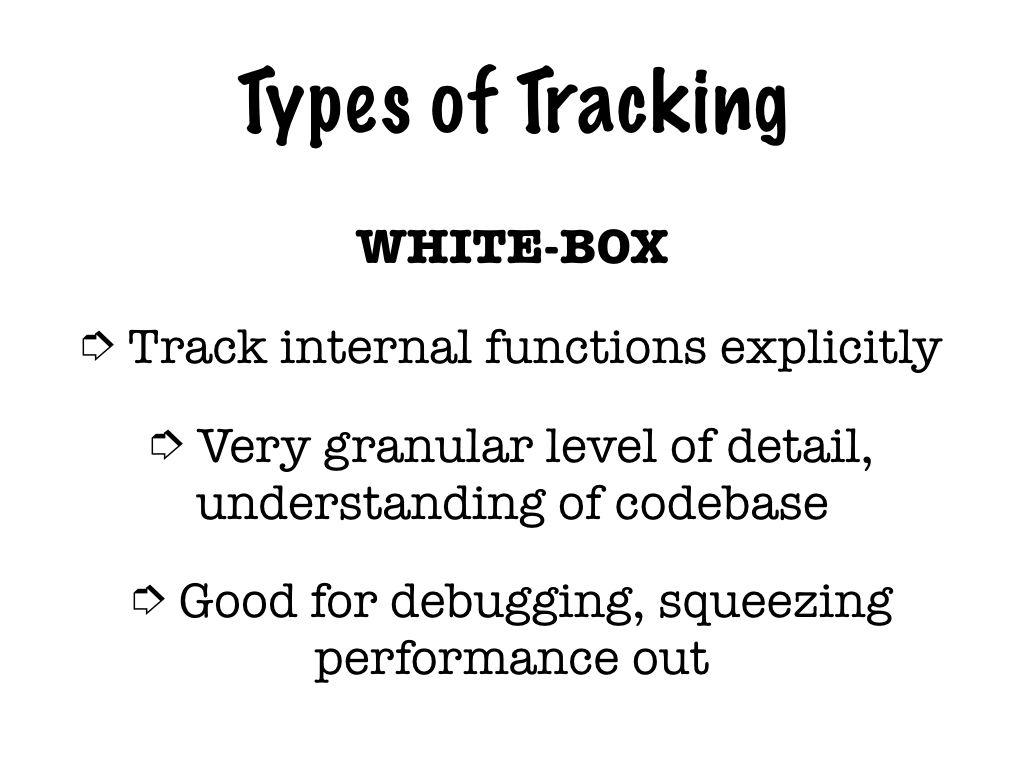 Types of Tracking
WHITE-BOX
➯ Track internal functions explicitly
➯ Very granular level of detail,
understanding of codebase
➯ Good for debugging, squeezing
performance out